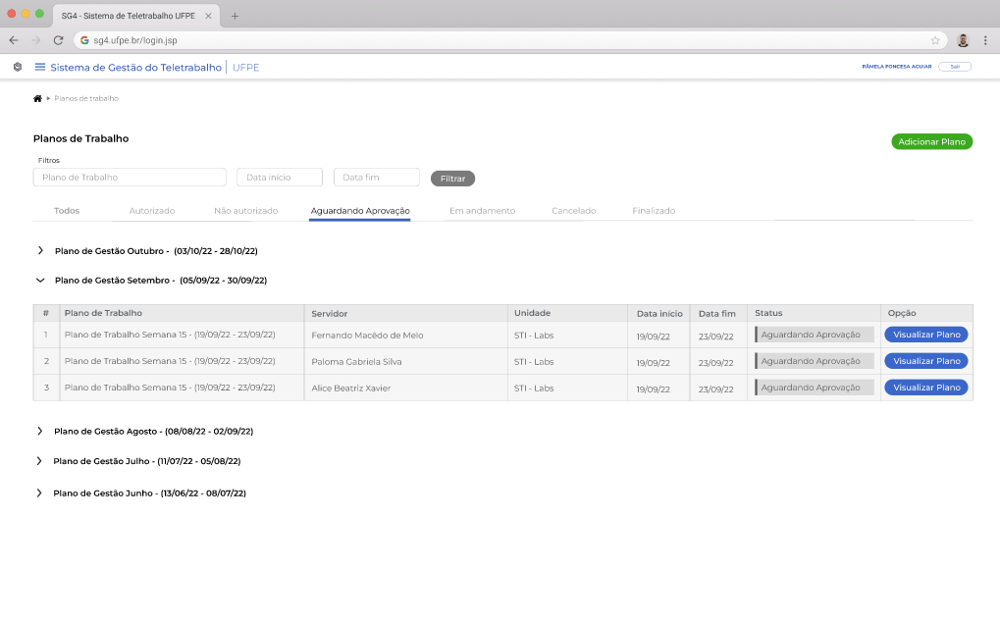 SG4 - Sistema de Teletrabalho UFPE
sg4.ufpe.br/login.jsp
Sistema de Gestão do Teletrabalho | UFPE
PÂMELA FONCESA AGUIAR Sair
Planos de trabalho
Planos de Trabalho
Adicionar Plano
Filtros
Plano de Trabalho Data início Data fim Filtrar
Todos Autorizado Não autorizado Aguardando Aprovação Em andamento Cancelado Finalizado
Plano de Gestão Outubro - (03/10/22 - 28/10/22)
Plano de Gestão Setembro - (05/09/22 - 30/09/22)
# Plano de Trabalho Servidor Unidade Data início Data fim Status Opção
1 Plano de Trabalho Semana 15 - (19/09/22 - 23/09/22) Fernando Macêdo de Melo STI - Labs 19/09/22 23/09/22 Aguardando Aprovação Visualizar Plano
2 Plano de Trabalho Semana 15 - (19/09/22 - 23/09/22) Paloma Gabriela Silva STI - Labs 19/09/22 23/09/22 Aguardando Aprovação Visualizar Plano
3 Plano de Trabalho Semana 15 - (19/09/22 - 23/09/22) Alice Beatriz Xavier STI - Labs 19/09/22 23/09/22 Aguardando Aprovação Visualizar Plano
Plano de Gestão Agosto - (08/08/22 - 02/09/22)
Plano de Gestão Julho - (11/07/22 - 05/08/22)
Plano de Gestão Junho - (13/06/22 - 08/07/22)